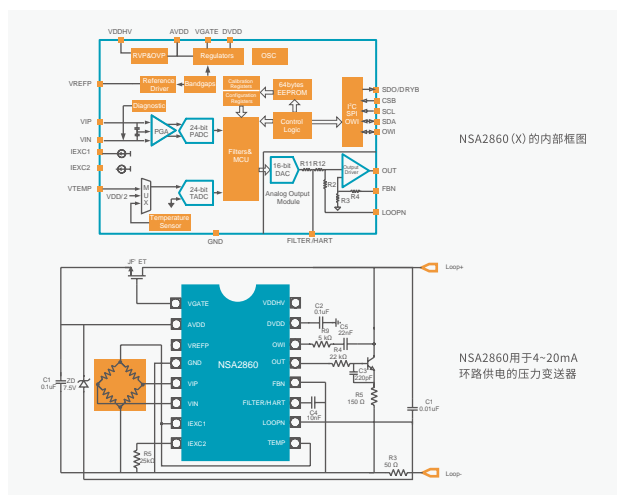 VDDHV
AVDD
VGATE
DVDD
RVP&OVP
Regulators
OSC
VREFP
Reference
Driver
Bandgaps
Calibration
Registers
Configuration
Registers
64bytes
EEPROM
I²C
SPI
OWI
SDO/DRYB
CSB
SCL
SDA
OWI
Diagnostic
VIP
VIN
PGA
24-bit
PADC
Control
Logic
Filters&
MCU
IEXC1
IEXC2
VTEMP
VDD/2
M
U
X
24-bit
TADC
Temperature
Sensor
16-bit
DAC
R11
R12
R2
R3
R4
Output
Driver
Analog Output
Module
OUT
FBN
LOOPN
GND
FILTER/HART
NSA2860(X)的内部框图
JF' ET
Loop+
VGATE
AVDD
VREFP
GND
VIP
VIN
IEXC1
IEXC2
NSA2860
VDDHV
DVDD
OWI
OUT
FBN
FILTER/H ART
LOOPN
TEMP
C2
0.1uF
R9
5 kΩ
C5
22nF
R4
22 kΩ
C3
220pF
R5
150 Ω
C4
10nF
C1
0.1uF
ZD
7.5V
R5
25kΩ
C1
0.01uF
R3
50 Ω
Loop-
NSA2860用于4~20mA
环路供电的压力变送器